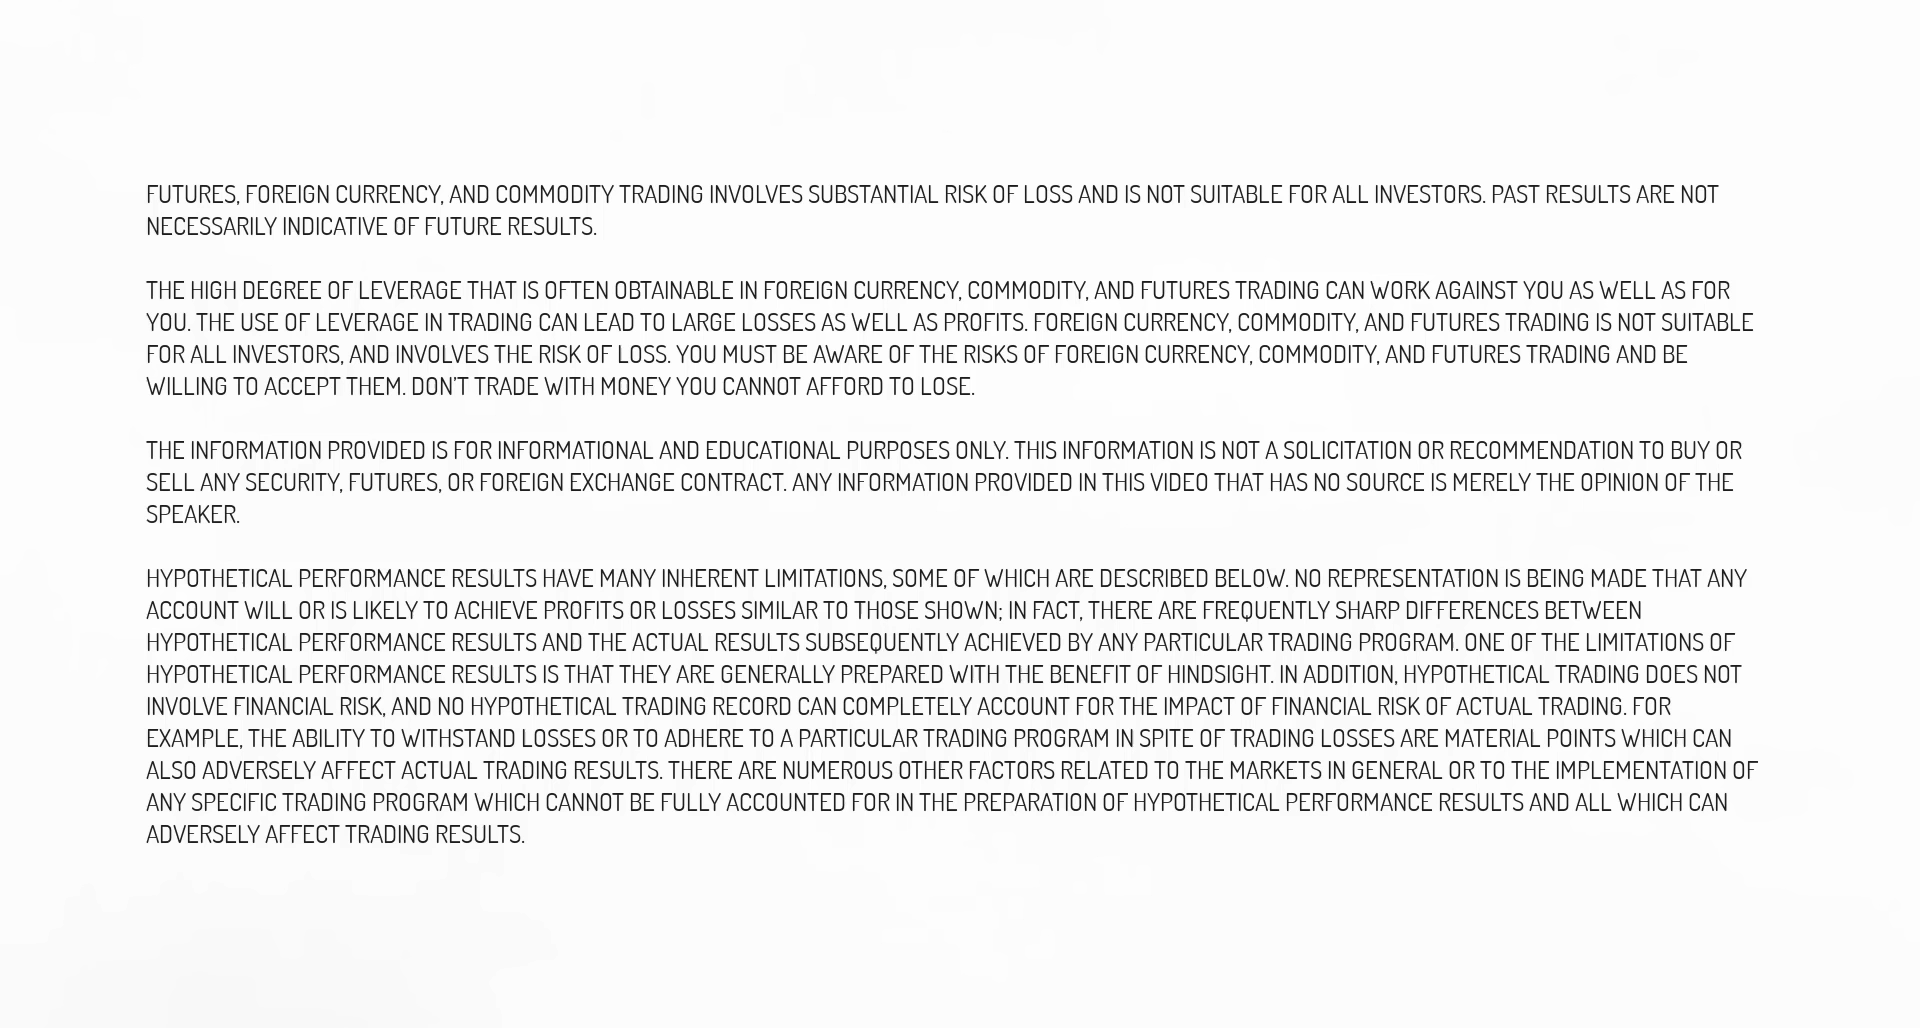 FUTURES, FOREIGN CURRENCY, AND COMMODITY TRADING INVOLVES SUBSTANTIAL RISK OF LOSS AND IS NOT SUITABLE FOR ALL INVESTORS. PAST RESULTS ARE NOT
NECESSARILY INDICATIVE OF FUTURE RESULTS.
THE HIGH DEGREE OF LEVERAGE THAT IS OFTEN OBTAINABLE IN FOREIGN CURRENCY, COMMODITY, AND FUTURES TRADING CAN WORK AGAINST YOU AS WELL AS FOR
YOU. THE USE OF LEVERAGE IN TRADING CAN LEAD TO LARGE LOSSES AS WELL AS PROFITS. FOREIGN CURRENCY, COMMODITY, AND FUTURES TRADING IS NOT SUITABLE
FOR ALL INVESTORS, AND INVOLVES THE RISK OF LOSS. YOU MUST BE AWARE OF THE RISKS OF FOREIGN CURRENCY, COMMODITY, AND FUTURES TRADING AND BE
WILLING TO ACCEPT THEM. DON'T TRADE WITH MONEY YOU CANNOT AFFORD TO LOSE.
THE INFORMATION PROVIDED IS FOR INFORMATIONAL AND EDUCATIONAL PURPOSES ONLY. THIS INFORMATION IS NOT A SOLICITATION OR RECOMMENDATION TO BUY OR
SELL ANY SECURITY, FUTURES, OR FOREIGN EXCHANGE CONTRACT. ANY INFORMATION PROVIDED IN THIS VIDEO THAT HAS NO SOURCE IS MERELY THE OPINION OF THE
SPEAKER.
HYPOTHETICAL PERFORMANCE RESULTS HAVE MANY INHERENT LIMITATIONS, SOME OF WHICH ARE DESCRIBED BELOW. NO REPRESENTATION IS BEING MADE THAT ANY
ACCOUNT WILL OR IS LIKELY TO ACHIEVE PROFITS OR LOSSES SIMILAR TO THOSE SHOWN; IN FACT, THERE ARE FREQUENTLY SHARP DIFFERENCES BETWEEN
HYPOTHETICAL PERFORMANCE RESULTS AND THE ACTUAL RESULTS SUBSEQUENTLY ACHIEVED BY ANY PARTICULAR TRADING PROGRAM. ONE OF THE LIMITATIONS OF
HYPOTHETICAL PERFORMANCE RESULTS IS THAT THEY ARE GENERALLY PREPARED WITH THE BENEFIT OF HINDSIGHT. IN ADDITION, HYPOTHETICAL TRADING DOES NOT
INVOLVE FINANCIAL RISK, AND NO HYPOTHETICAL TRADING RECORD CAN COMPLETELY ACCOUNT FOR THE IMPACT OF FINANCIAL RISK OF ACTUAL TRADING. FOR
EXAMPLE, THE ABILITY TO WITHSTAND LOSSES OR TO ADHERE TO A PARTICULAR TRADING PROGRAM IN SPITE OF TRADING LOSSES ARE MATERIAL POINTS WHICH CAN
ALSO ADVERSELY AFFECT ACTUAL TRADING RESULTS. THERE ARE NUMEROUS OTHER FACTORS RELATED TO THE MARKETS IN GENERAL OR TO THE IMPLEMENTATION OF
ANY SPECIFIC TRADING PROGRAM WHICH CANNOT BE FULLY ACCOUNTED FOR IN THE PREPARATION OF HYPOTHETICAL PERFORMANCE RESULTS AND ALL WHICH CAN
ADVERSELY AFFECT TRADING RESULTS.